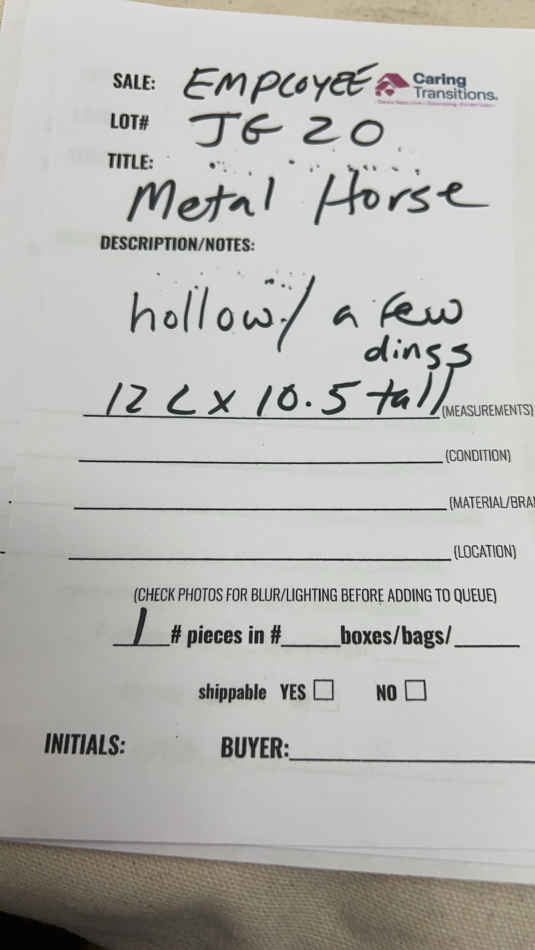 SALE: EMPLOYEE Caring Transitions.
LOT# JG 20
TITLE:
Metal Horse
DESCRIPTION/NOTES:
hollow/ a few
dings
12 L x 10.5 tall (MEASUREMENTS)
(CONDITION)
(MATERIAL/BRA
(LOCATION)
(CHECK PHOTOS FOR BLUR/LIGHTING BEFORE ADDING TO QUEUE)
1 # pieces in # boxes/bags/
shippable YES NO
INITIALS: BUYER: